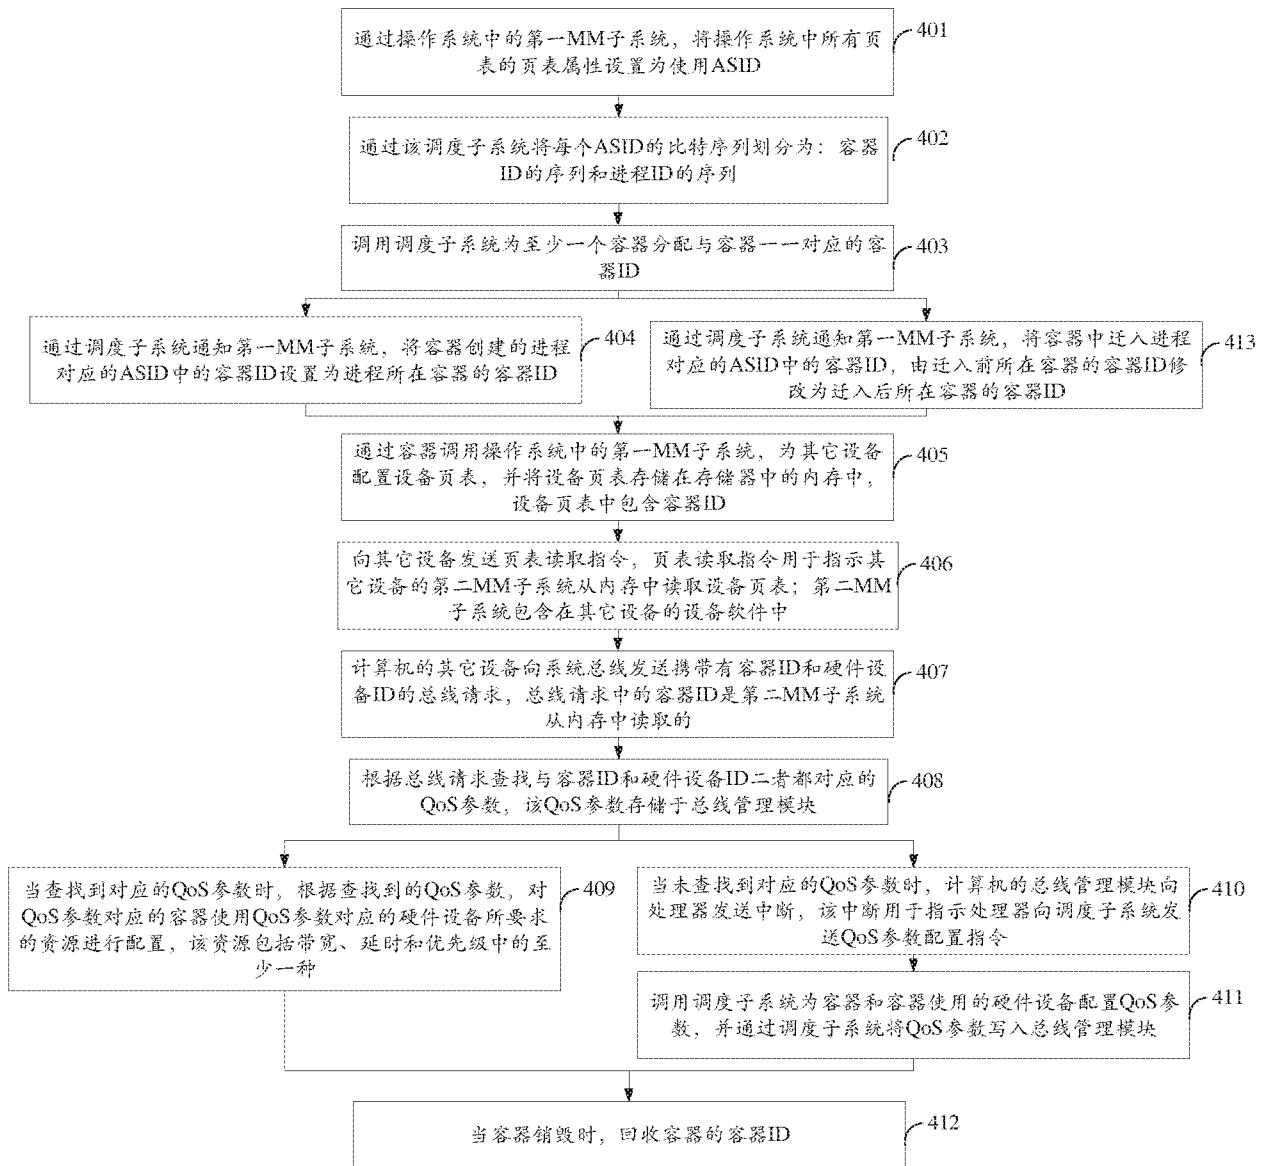 通过操作系统中的第一MM子系统，将操作系统中所有页
表的页表属性设置为使用ASID
401
通过该调度子系统将每个ASID的比特序列划分为：容器
ID的序列和进程ID的序列
402
调用调度子系统为至少一个容器分配与容器一一对应的容
器ID
403
通过调度子系统通知第一MM子系统，将容器创建的进程
对应的ASID中的容器ID设置为进程所在容器的容器ID
404
通过调度子系统通知第一MM子系统，将容器中迁入进程
对应的ASID中的容器ID，由迁入前所在容器的容器ID修
改为迁入后所在容器的容器ID
413
通过容器调用操作系统中的第一MM子系统，为其它设备
配置设备页表，并将设备页表存储在存储器中的内存中，
设备页表中包含容器ID
405
向其它设备发送页表读取指令，页表读取指令用于指示其
它设备的第二MM子系统从内存中读取设备页表；第二MM
子系统包含在其它设备的设备软件中
406
计算机的其它设备向系统总线发送携带有容器ID和硬件设
备ID的总线请求，总线请求中的容器ID是第二MM子系统
从内存中读取的
407
根据总线请求查找与容器ID和硬件设备ID二者都对应的
QoS参数，该QoS参数存储于总线管理模块
408
当查找到对应的QoS参数时，根据查找到的QoS参数，对
QoS参数对应的容器使用QoS参数对应的硬件设备所要求
的资源进行配置，该资源包括带宽、延时和优先级中的至
少一种
409
当未查找到对应的QoS参数时，计算机的总线管理模块向
处理器发送中断，该中断用于指示处理器向调度子系统发
送QoS参数配置指令
410
调用调度子系统为容器和容器使用的硬件设备配置QoS参
数，并通过调度子系统将QoS参数写入总线管理模块
411
当容器销毁时，回收容器的容器ID
412